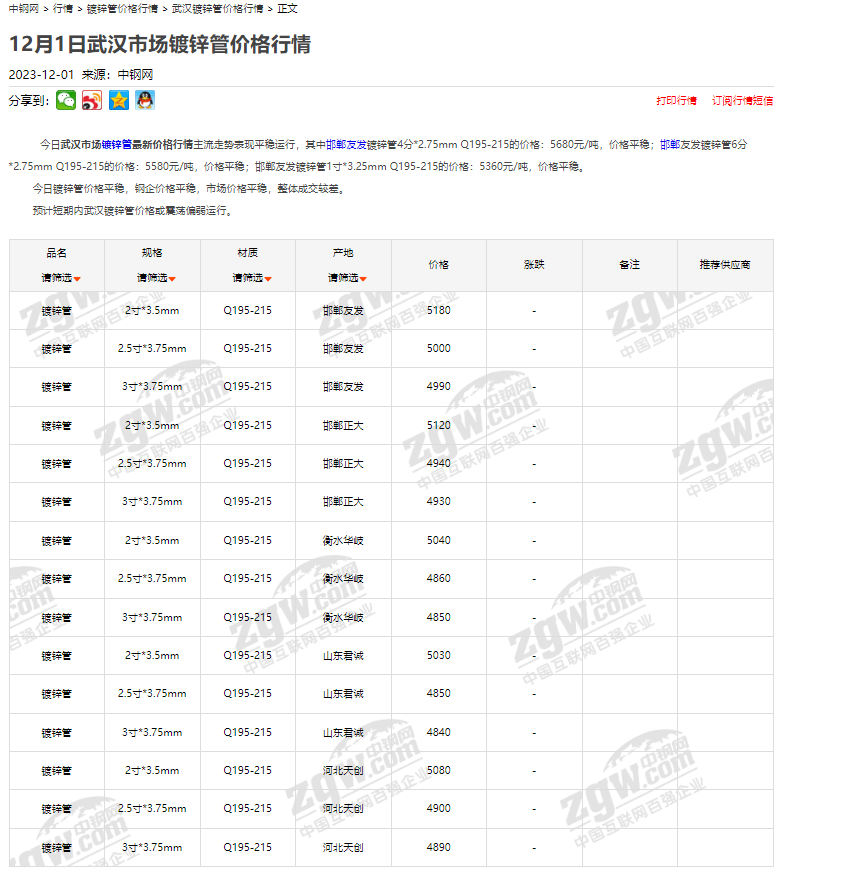 中钢网 > 行情 > 镀锌管价格行情 > 武汉镀锌管价格行情 > 正文
12月1日武汉市场镀锌管价格行情
2023-12-01 来源：中钢网
分享到： 打印行情 订阅行情短信
今日武汉市场镀锌管最新价格行情主流走势表现平稳运行，其中邯郸友发镀锌管4分*2.75mm Q195-215的价格：5680元/吨，价格平稳；邯郸友发镀锌管6分
*2.75mm Q195-215的价格：5580元/吨，价格平稳；邯郸友发镀锌管1寸*3.25mm Q195-215的价格：5360元/吨，价格平稳。
今日镀锌管价格平稳，钢企价格平稳，市场价格平稳，整体成交较差。
预计短期内武汉镀锌管价格或震荡偏弱运行。
品名 规格 材质 产地 价格 涨跌 备注 推荐供应商
请筛选 请筛选 请筛选 请筛选
镀锌管 2寸*3.5mm Q195-215 邯郸友发 5180 -
镀锌管 2.5寸*3.75mm Q195-215 邯郸友发 5000 -
镀锌管 3寸*3.75mm Q195-215 邯郸友发 4990 -
镀锌管 2寸*3.5mm Q195-215 邯郸正大 5120 -
镀锌管 2.5寸*3.75mm Q195-215 邯郸正大 4940 -
镀锌管 3寸*3.75mm Q195-215 邯郸正大 4930 -
镀锌管 2寸*3.5mm Q195-215 衡水华岐 5040 -
镀锌管 2.5寸*3.75mm Q195-215 衡水华岐 4860 -
镀锌管 3寸*3.75mm Q195-215 衡水华岐 4850 -
镀锌管 2寸*3.5mm Q195-215 山东君诚 5030 -
镀锌管 2.5寸*3.75mm Q195-215 山东君诚 4850 -
镀锌管 3寸*3.75mm Q195-215 山东君诚 4840 -
镀锌管 2寸*3.5mm Q195-215 河北天创 5080 -
镀锌管 2.5寸*3.75mm Q195-215 河北天创 4900 -
镀锌管 3寸*3.75mm Q195-215 河北天创 4890 -
中钢网
zgw.com
中国互联网百强企业